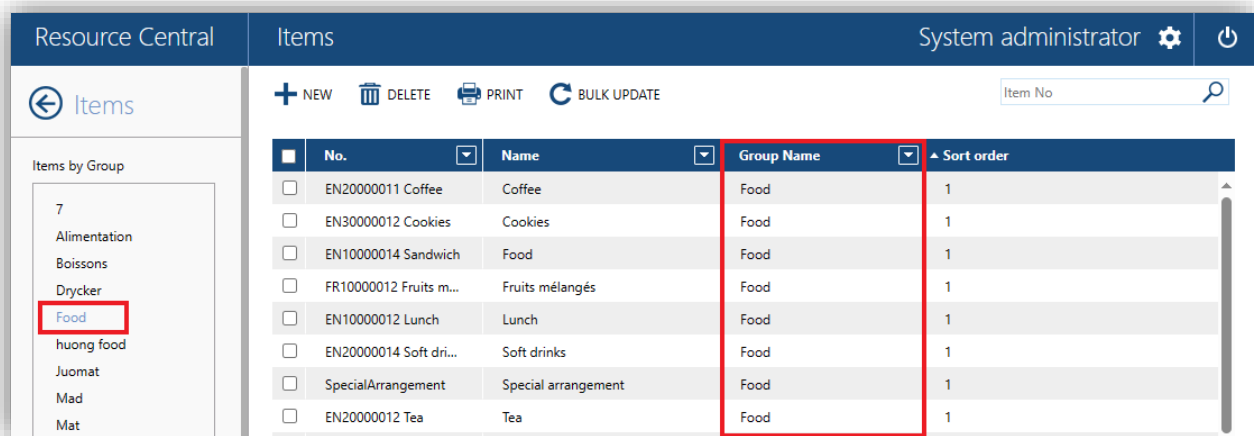 Resource Central Items System administrator
Items
NEW DELETE PRINT BULK UPDATE Item No
Items by Group
7
Alimentation
Boissons
Drycker
Food
huong food
Juomat
Mad
Mat
No. Name Group Name Sort order
EN20000011 Coffee Coffee Food 1
EN30000012 Cookies Cookies Food 1
EN10000014 Sandwich Food Food 1
FR10000012 Fruits m... Fruits mélangés Food 1
EN10000012 Lunch Lunch Food 1
EN20000014 Soft dri... Soft drinks Food 1
SpecialArrangement Special arrangement Food 1
EN20000012 Tea Tea Food 1